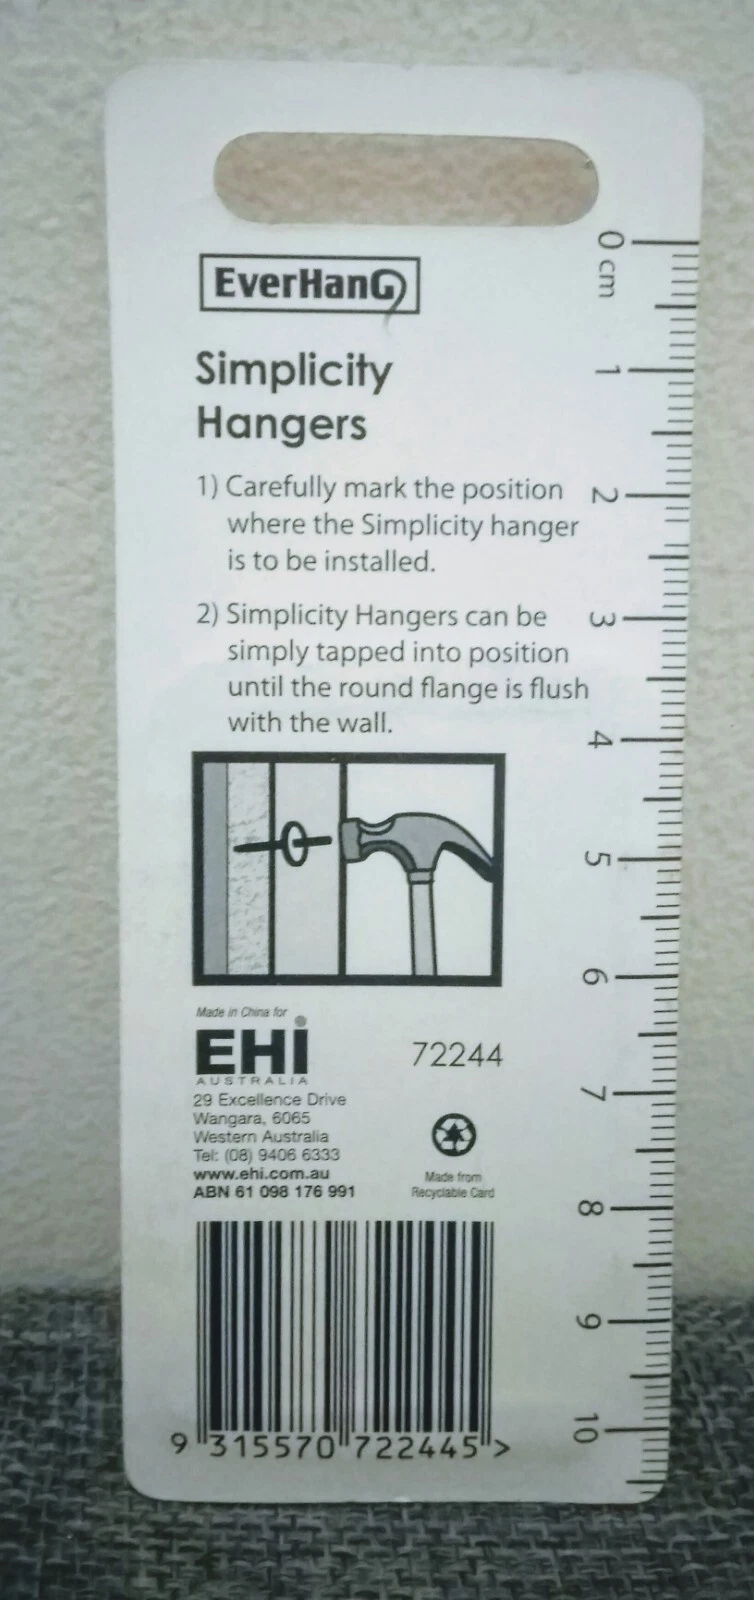 EverHanG
Simplicity
Hangers
1) Carefully mark the position
where the Simplicity hanger
is to be installed.
2) Simplicity Hangers can be
simply tapped into position
until the round flange is flush
with the wall.
Made in China for
EHi
AUSTRALIA
29 Excellence Drive
Wangara, 6065
Western Australia
Tel: (08) 9406 6333
www.ehi.com.au
ABN 61 098 176 991
72244
Made from
Recyclable Card
9 315570 722445 >
0 cm
1
2
3
4
5
6
7
8
9
10